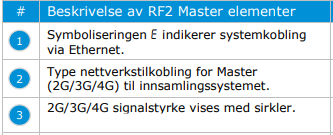 # Beskrivelse av RF2 Master elementer
1 Symboliseringen E indikerer systemkobling
via Ethernet.
2 Type nettverkstilkobling for Master
(2G/3G/4G) til innsamlingssystemet.
3 2G/3G/4G signalstyrke vises med sirkler.